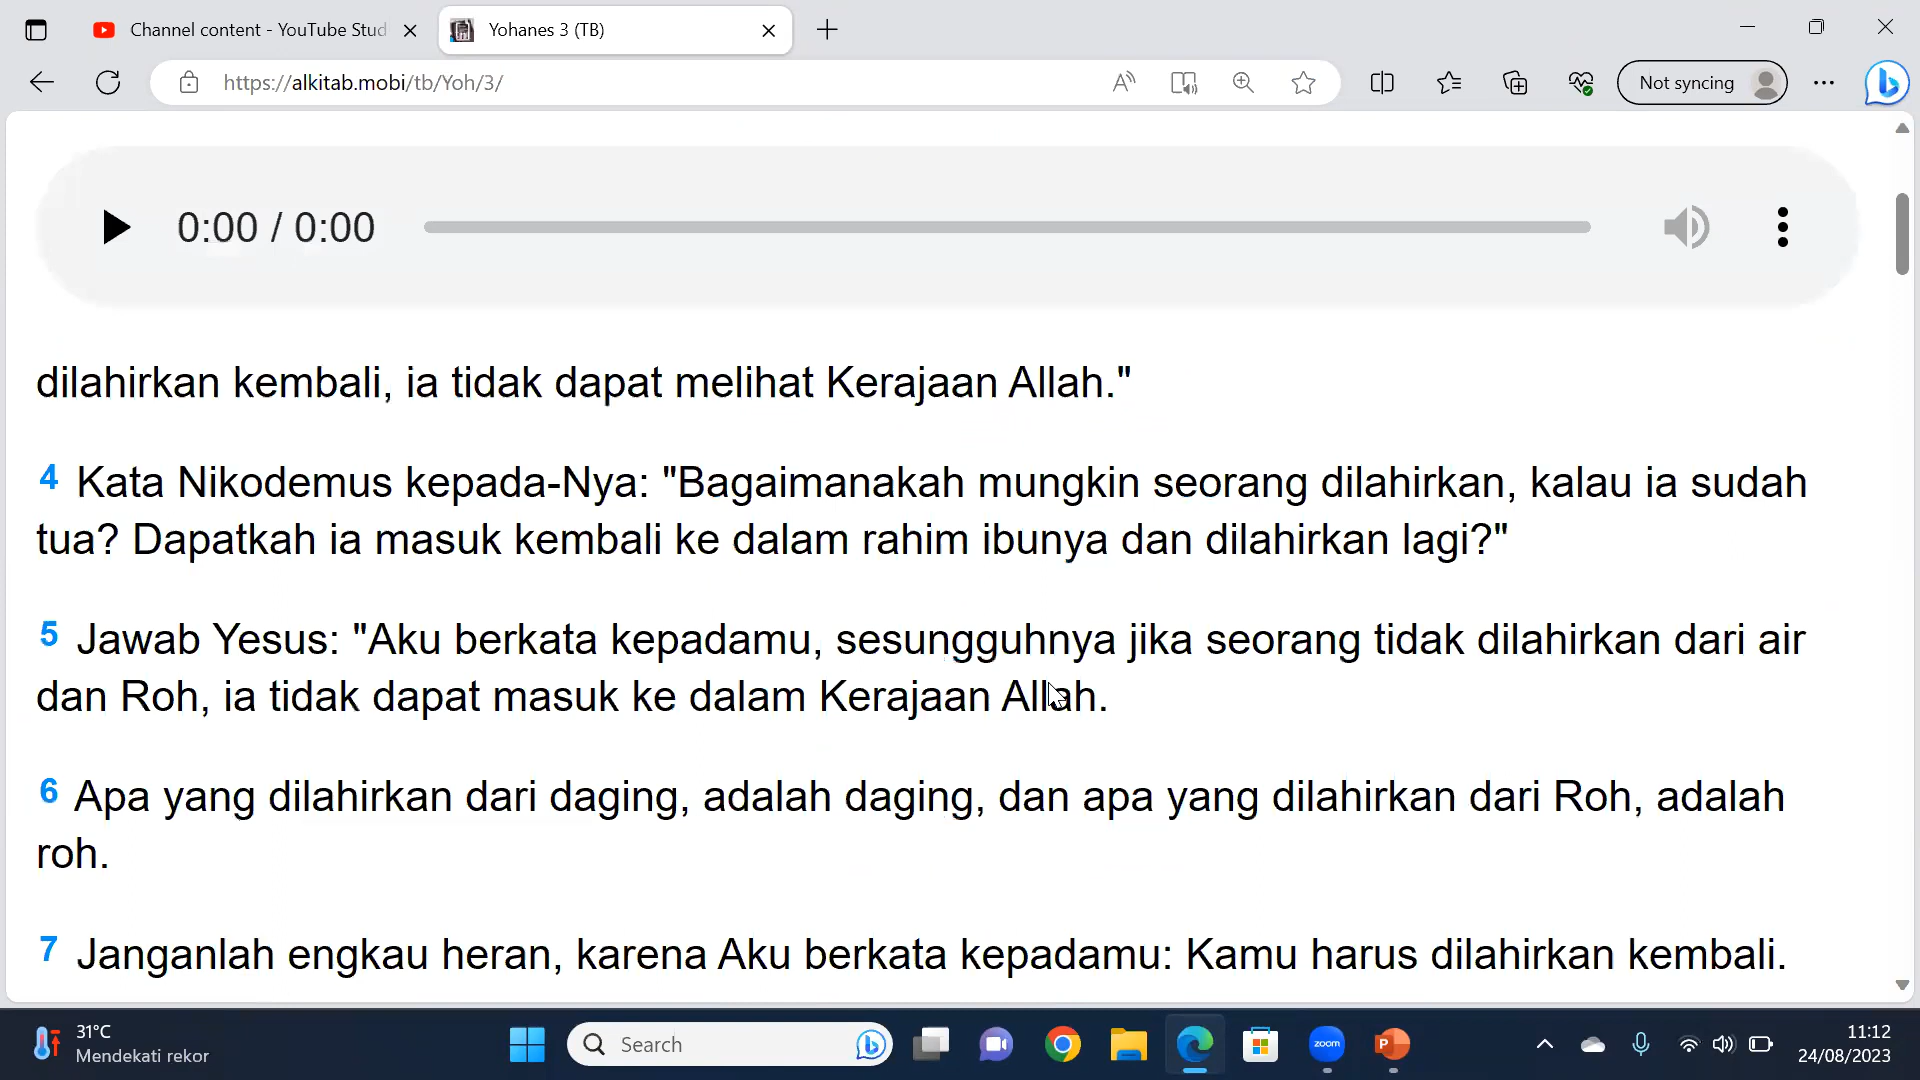 Channel content - YouTube Stud
Yohanes 3 (TB)
https://alkitab.mobi/tb/Yoh/3/
Not syncing
0:00 / 0:00
dilahirkan kembali, ia tidak dapat melihat Kerajaan Allah."
4 Kata Nikodemus kepada-Nya: "Bagaimanakah mungkin seorang dilahirkan, kalau ia sudah
tua? Dapatkah ia masuk kembali ke dalam rahim ibunya dan dilahirkan lagi?"
5 Jawab Yesus: "Aku berkata kepadamu, sesungguhnya jika seorang tidak dilahirkan dari air
dan Roh, ia tidak dapat masuk ke dalam Kerajaan Allah.
6 Apa yang dilahirkan dari daging, adalah daging, dan apa yang dilahirkan dari Roh, adalah
roh.
7 Janganlah engkau heran, karena Aku berkata kepadamu: Kamu harus dilahirkan kembali.
31°C
Mendekati rekor
Search
zoom
11:12
24/08/2023